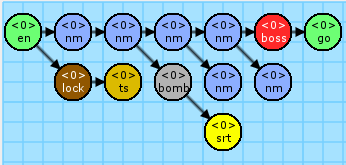 <0> <0> <0> <0> <0> <0> <0>
en nm nm nm nm boss go
<0> <0> <0> <0> <0>
lock ts bomb nm nm
<0>
srt